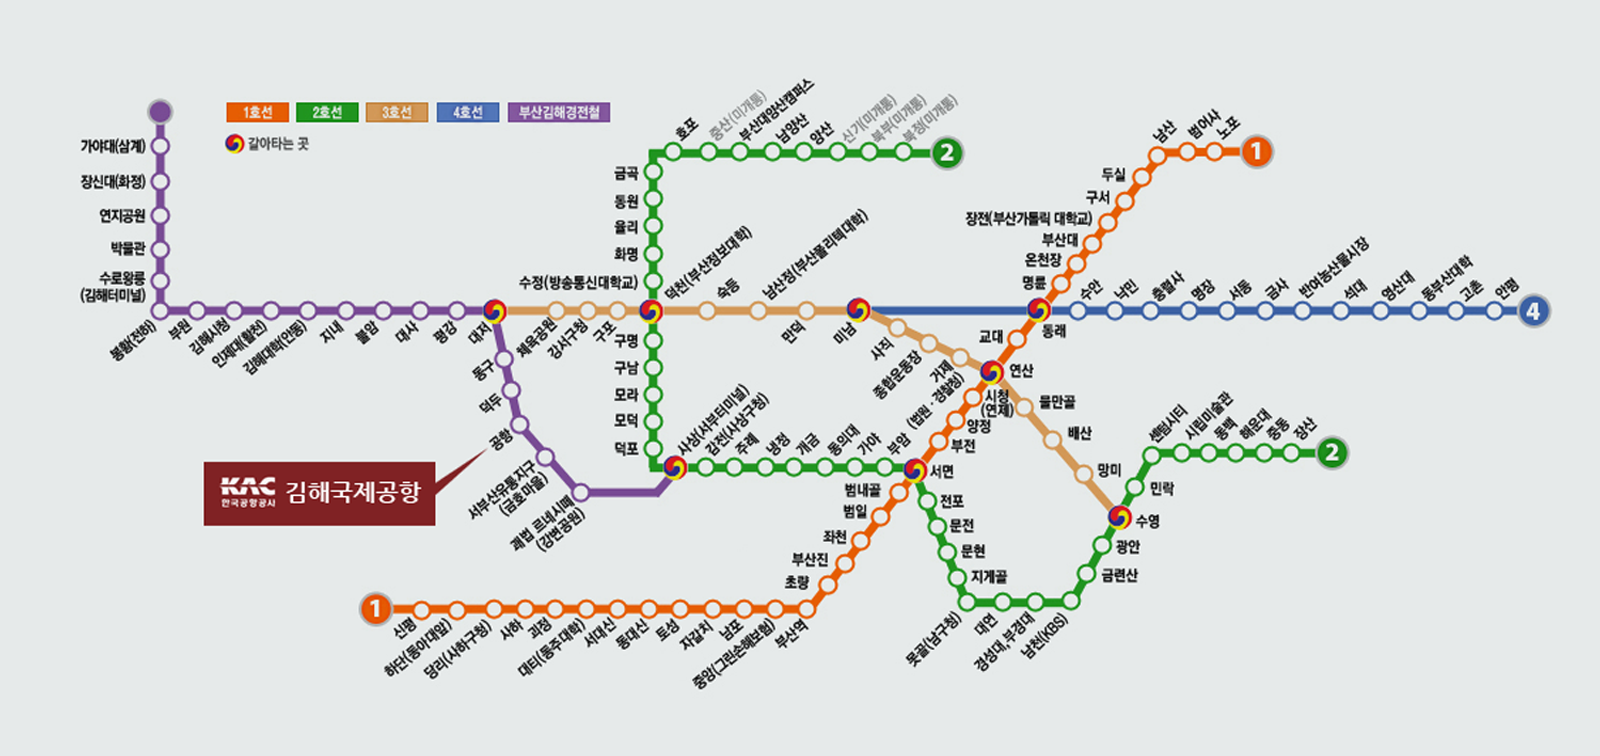 1호선
2호선
3호선
4호선
부산김해경전철
갈아타는 곳
가야대(삼계)
장신대(화정)
연지공원
박물관
수로왕릉
(김해터미널)
봉황(전하)
부원
김해시청
인제대(활천)
김해대학(안동)
지내
불암
대사
평강
대저
동구
덕두
공항
서부산유통지구
(금호마을)
괘법 르네시떼
(강변공원)
KAC
한국공항공사
김해국제공항
체육공원
강서구청
구포
수정(방송통신대학교)
덕천(부산정보대학)
숙등
남산정(부산폴리텍대학)
만덕
미남
사직
종합운동장
거제
(법원·경찰청)
연산
물만골
배산
망미
수영
호포
증산(미개통)
부산대양산캠퍼스
남양산
양산
신기(미개통)
북부(미개통)
북정(미개통)
2
금곡
동원
율리
화명
구명
구남
모라
모덕
덕포
사상(서부터미널)
감전(사상구청)
주례
냉정
개금
동의대
가야
부암
서면
전포
문전
문현
지게골
못골(남구청)
대연
경성대,부경대
남천(KBS)
금련산
광안
민락
센텀시티
시립미술관
동백
해운대
중동
장산
2
남산
범어사
노포
1
두실
구서
장전(부산가톨릭 대학교)
부산대
온천장
명륜
동래
교대
시청
(연제)
양정
부전
범내골
범일
좌천
부산진
초량
부산역
중앙(그린손해보험)
남포
자갈치
토성
동대신
서대신
대티(동주대학)
괴정
사하
당리(사하구청)
하단(동아대앞)
신평
1
수안
낙민
충렬사
명장
서동
금사
반여농산물시장
석대
영산대
동부산대학
고촌
안평
4